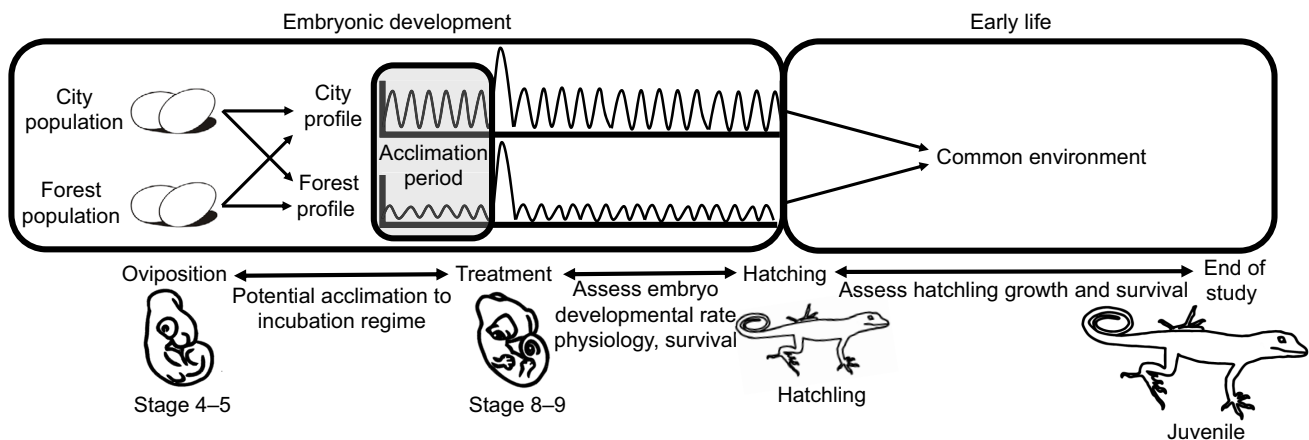 Embryonic development
Early life
City
population
City
profile
Acclimation
period
Forest
population
Forest
profile
Common environment
Oviposition
Treatment
Hatching
End of
study
Potential acclimation to
incubation regime
Assess embryo
developmental rate
physiology, survival
Assess hatchling growth and survival
Stage 4–5
Stage 8–9
Hatchling
Juvenile